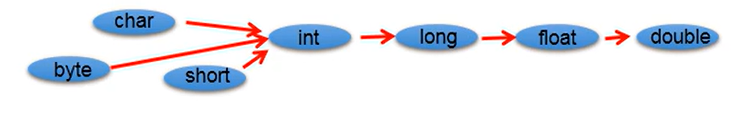 char
int
long
float
double
byte
short